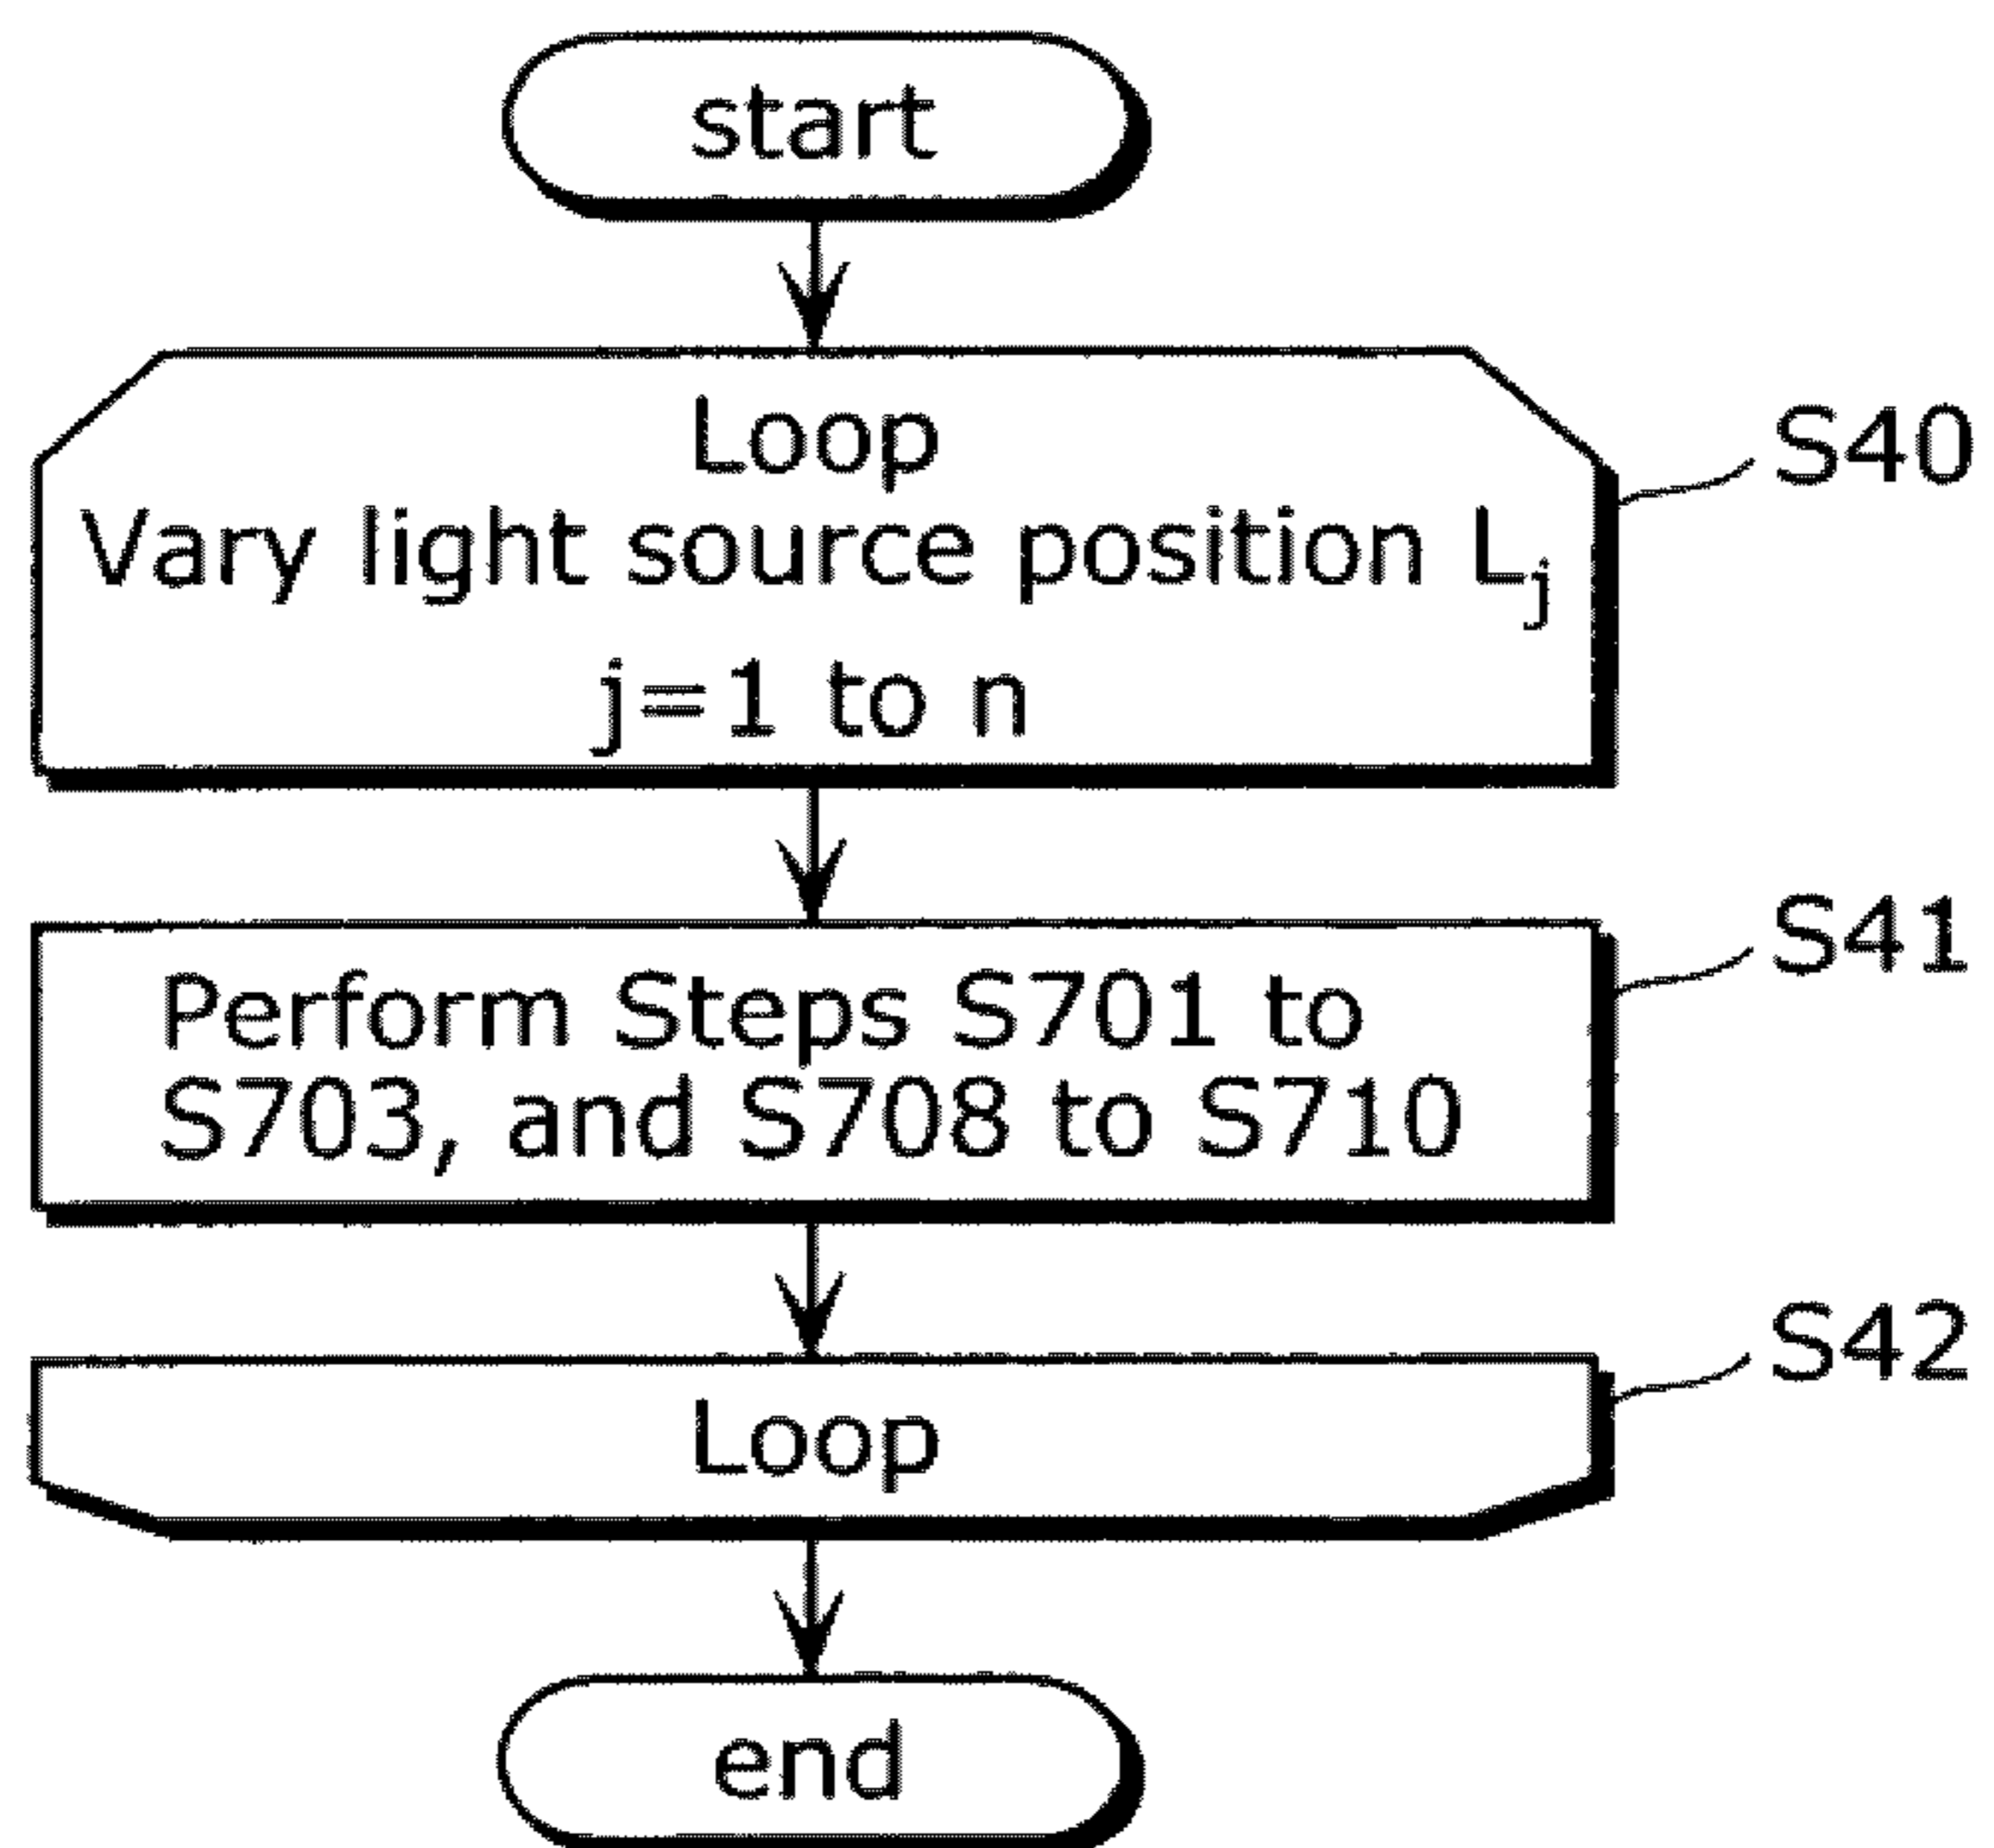 start
Loop
Vary light source position Lj
j=1 to n
S40
Perform Steps S701 to
S703, and S708 to S710
S41
Loop
S42
end